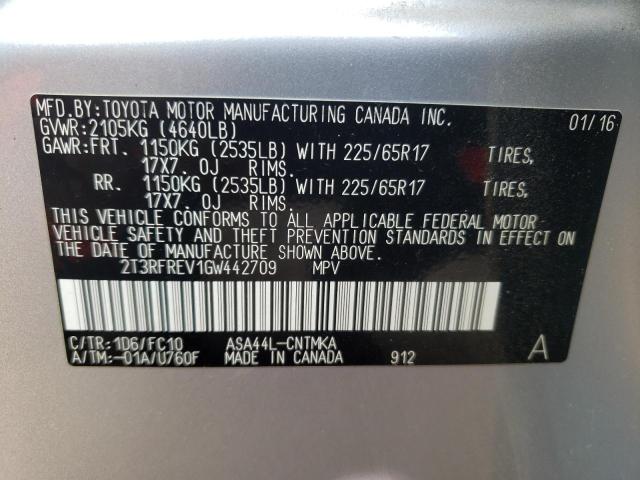 MFD.BY:TOYOTA MOTOR MANUFACTURING CANADA INC. 01/16
GVWR:2105KG (4640LB)
GAWR:FRT. 1150KG (2535LB) WITH 225/65R17 TIRES,
17X7.0J RIMS.
RR. 1150KG (2535LB) WITH 225/65R17 TIRES,
17X7.0J RIMS.
THIS VEHICLE CONFORMS TO ALL APPLICABLE FEDERAL MOTOR
VEHICLE SAFETY AND THEFT PREVENTION STANDARDS IN EFFECT ON
THE DATE OF MANUFACTURE SHOWN ABOVE.
2T3RFREV1GW442709 MPV
C/TR:1D6/FC10 ASA44L-CNTMKA A
A/TM:-01A/U760F MADE IN CANADA 912